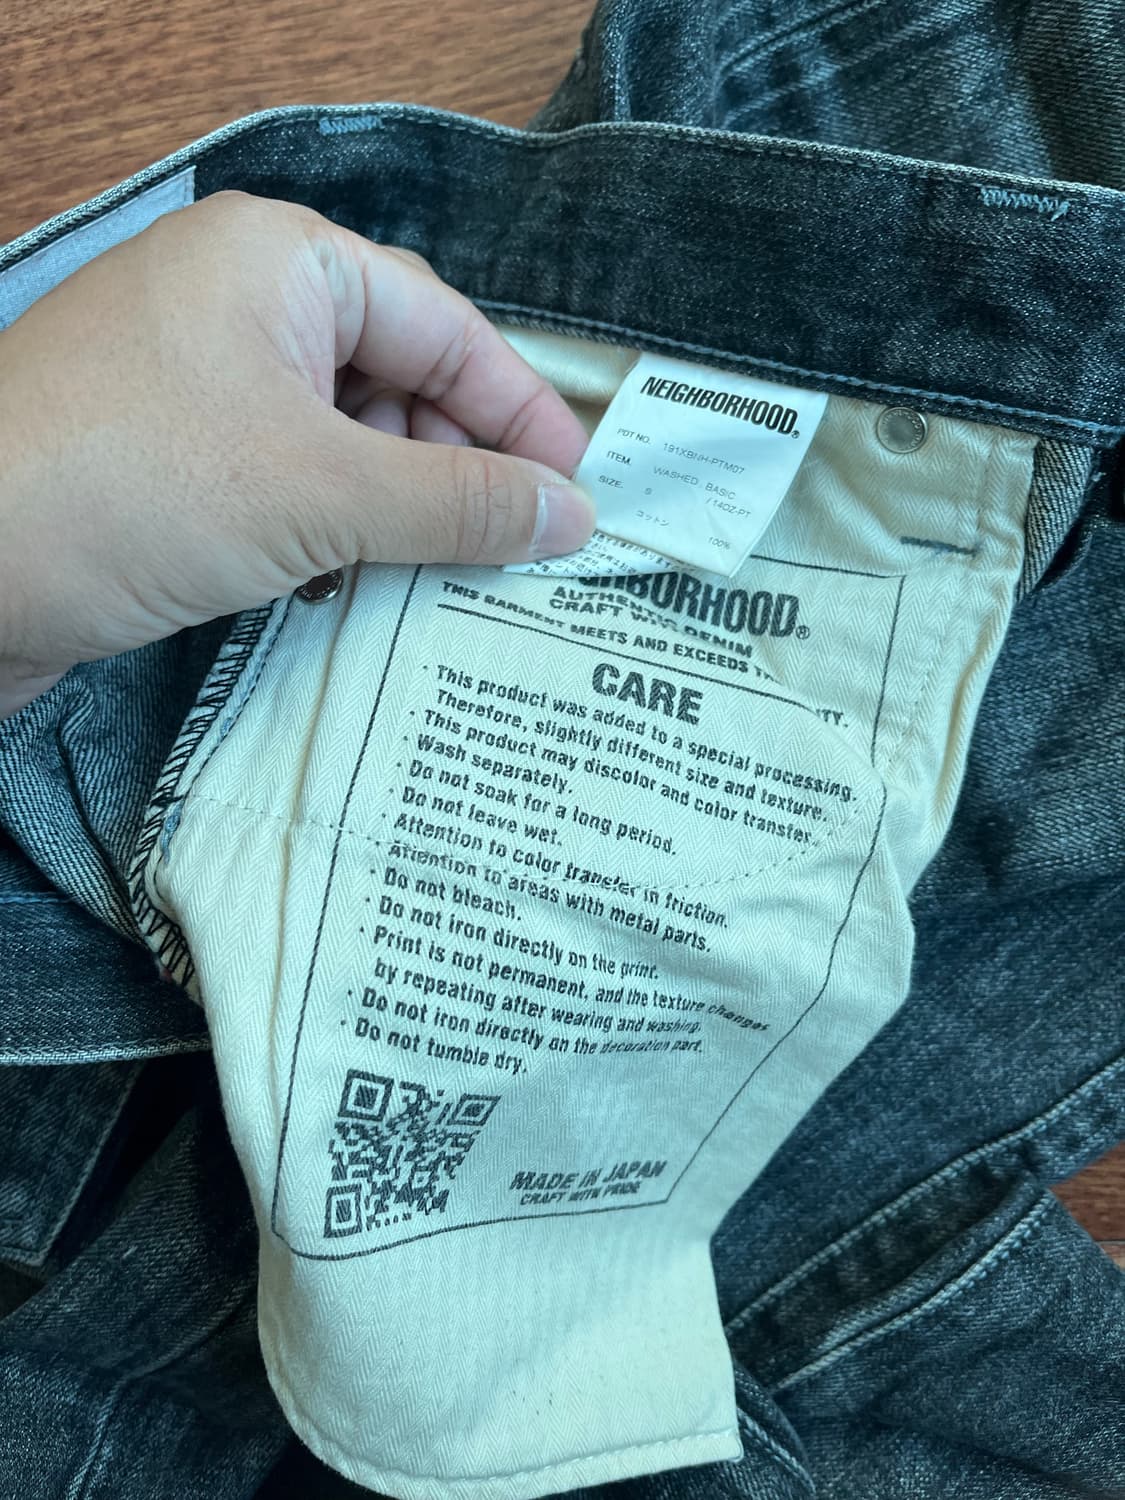 NEIGHBORHOOD®
PDT NO. 191XBNH-PTM07
ITEM. WASHED. BASIC
/14OZ-PT
SIZE. S
コットン 100%
GHBORHOOD®
AUTHENTIC DENIM
CRAFT WITH
THIS GARMENT MEETS AND EXCEEDS
TY.
CARE
· This product was added to a special processing.
Therefore, slightly different size and texture.
· This product may discolor and color transfer.
· Wash separately.
· Do not soak for a long period.
· Do not leave wet.
· Attention to color transfer in friction.
· Attention to areas with metal parts.
· Do not bleach.
· Do not iron directly on the print.
· Print is not permanent, and the texture changes
by repeating after wearing and washing.
· Do not iron directly on the decoration part.
· Do not tumble dry.
MADE IN JAPAN
CRAFT WITH PRIDE